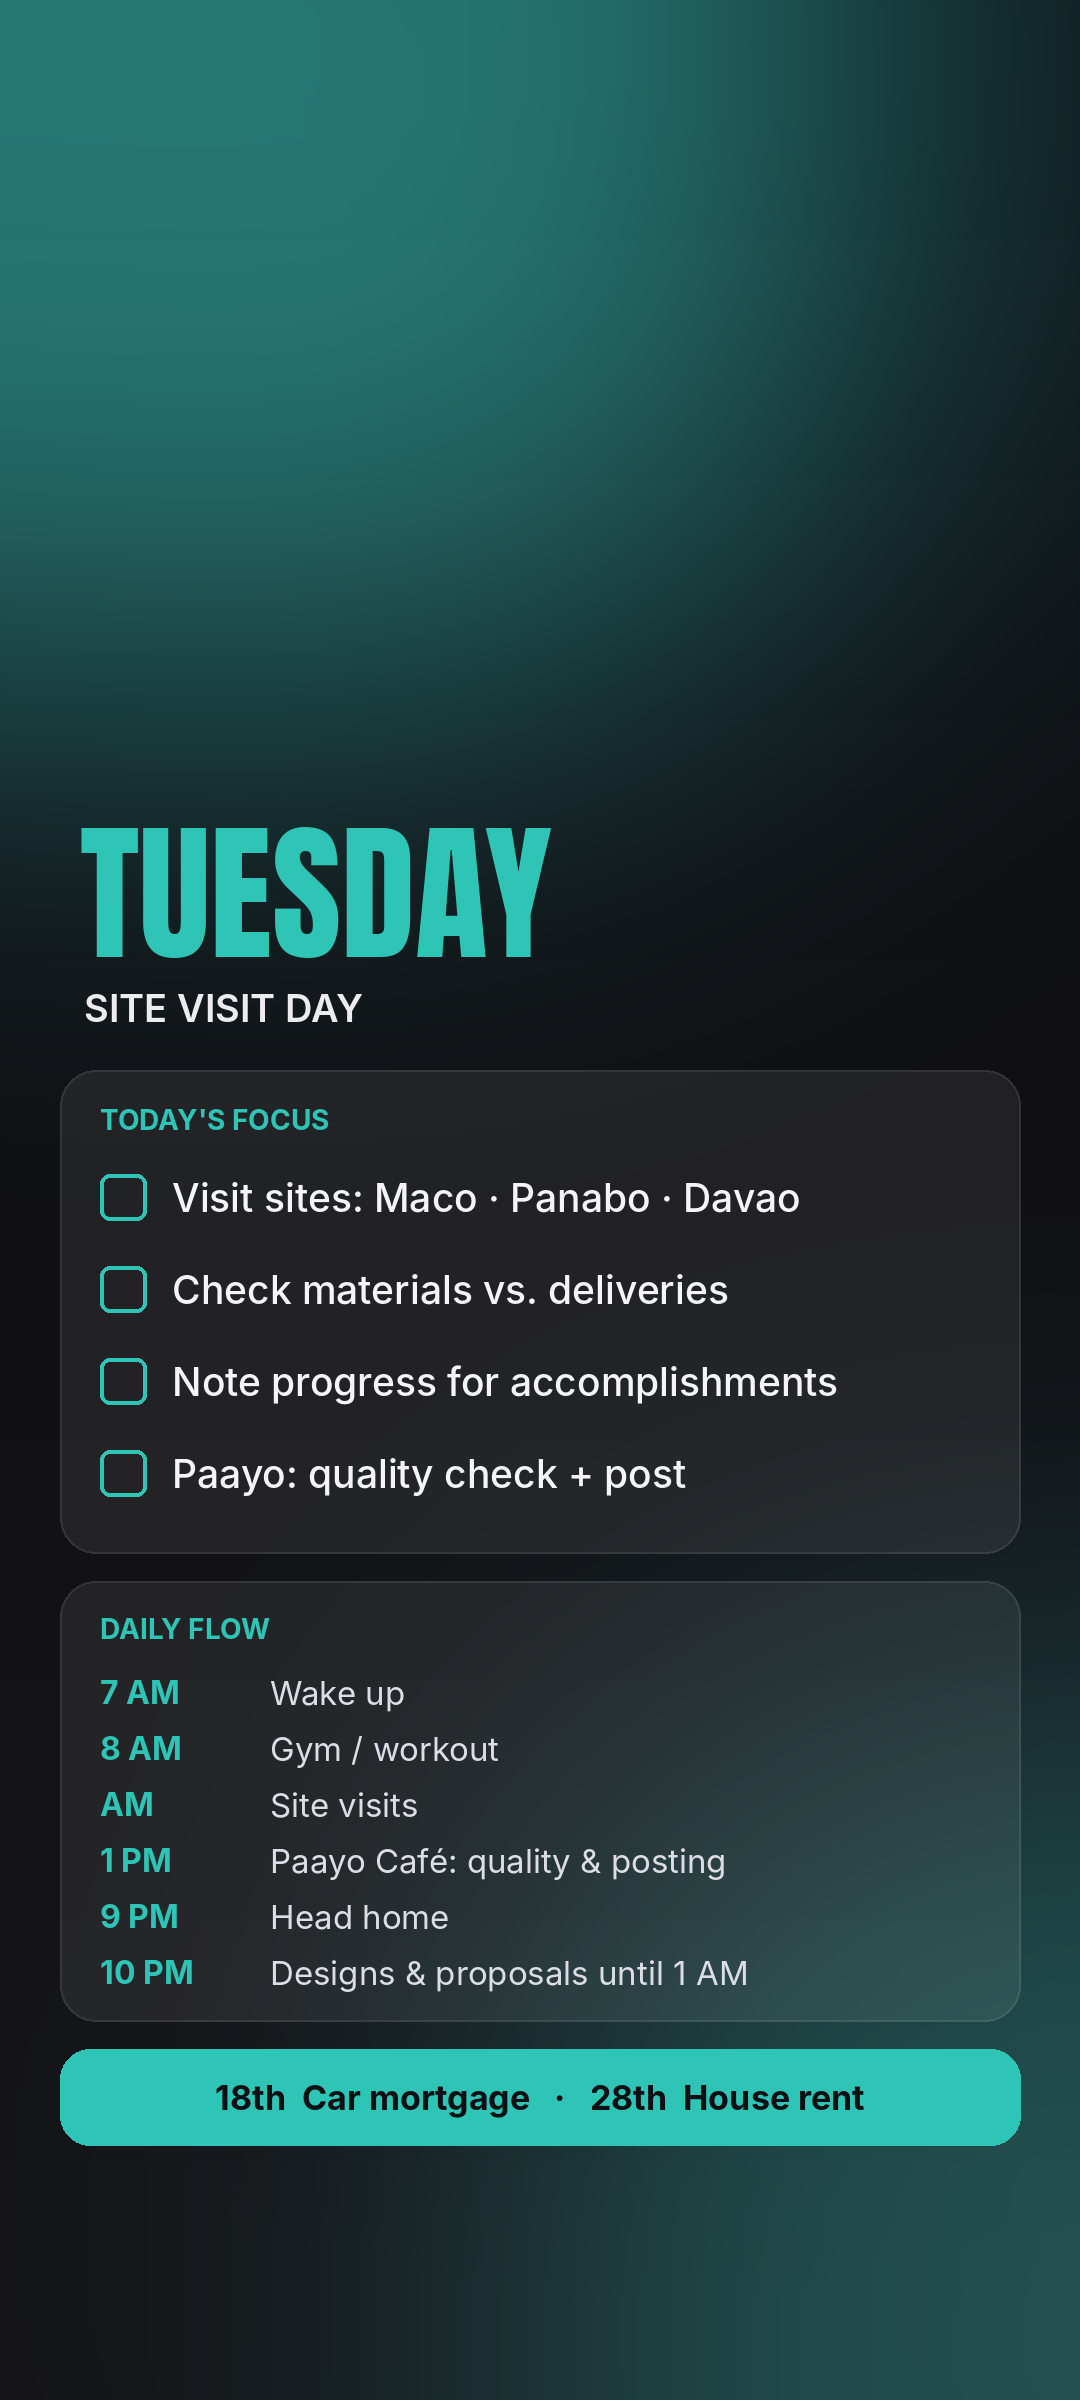 TUESDAY
SITE VISIT DAY
TODAY'S FOCUS
Visit sites: Maco · Panabo · Davao
Check materials vs. deliveries
Note progress for accomplishments
Paayo: quality check + post
DAILY FLOW
7 AM Wake up
8 AM Gym / workout
AM Site visits
1 PM Paayo Café: quality & posting
9 PM Head home
10 PM Designs & proposals until 1 AM
18th Car mortgage · 28th House rent